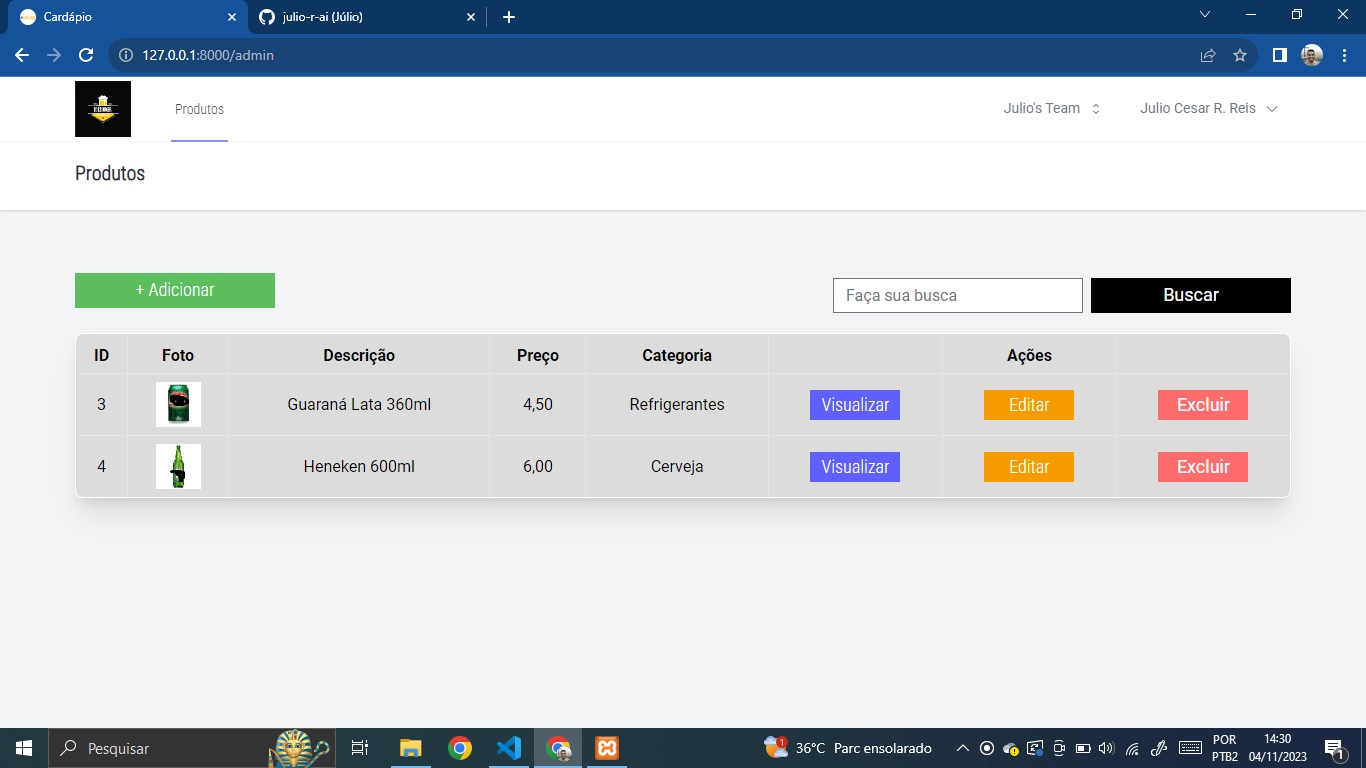 Cardápio
julio-r-ai (Júlio)
127.0.0.1:8000/admin
Produtos
Julio's Team
Julio Cesar R. Reis
Produtos
+ Adicionar
Faça sua busca
Buscar
ID Foto Descrição Preço Categoria Ações
3 Guaraná Lata 360ml 4,50 Refrigerantes Visualizar Editar Excluir
4 Heneken 600ml 6,00 Cerveja Visualizar Editar Excluir
Pesquisar
1
36°C Parc ensolarado
POR
PTB2
14:30
04/11/2023
1